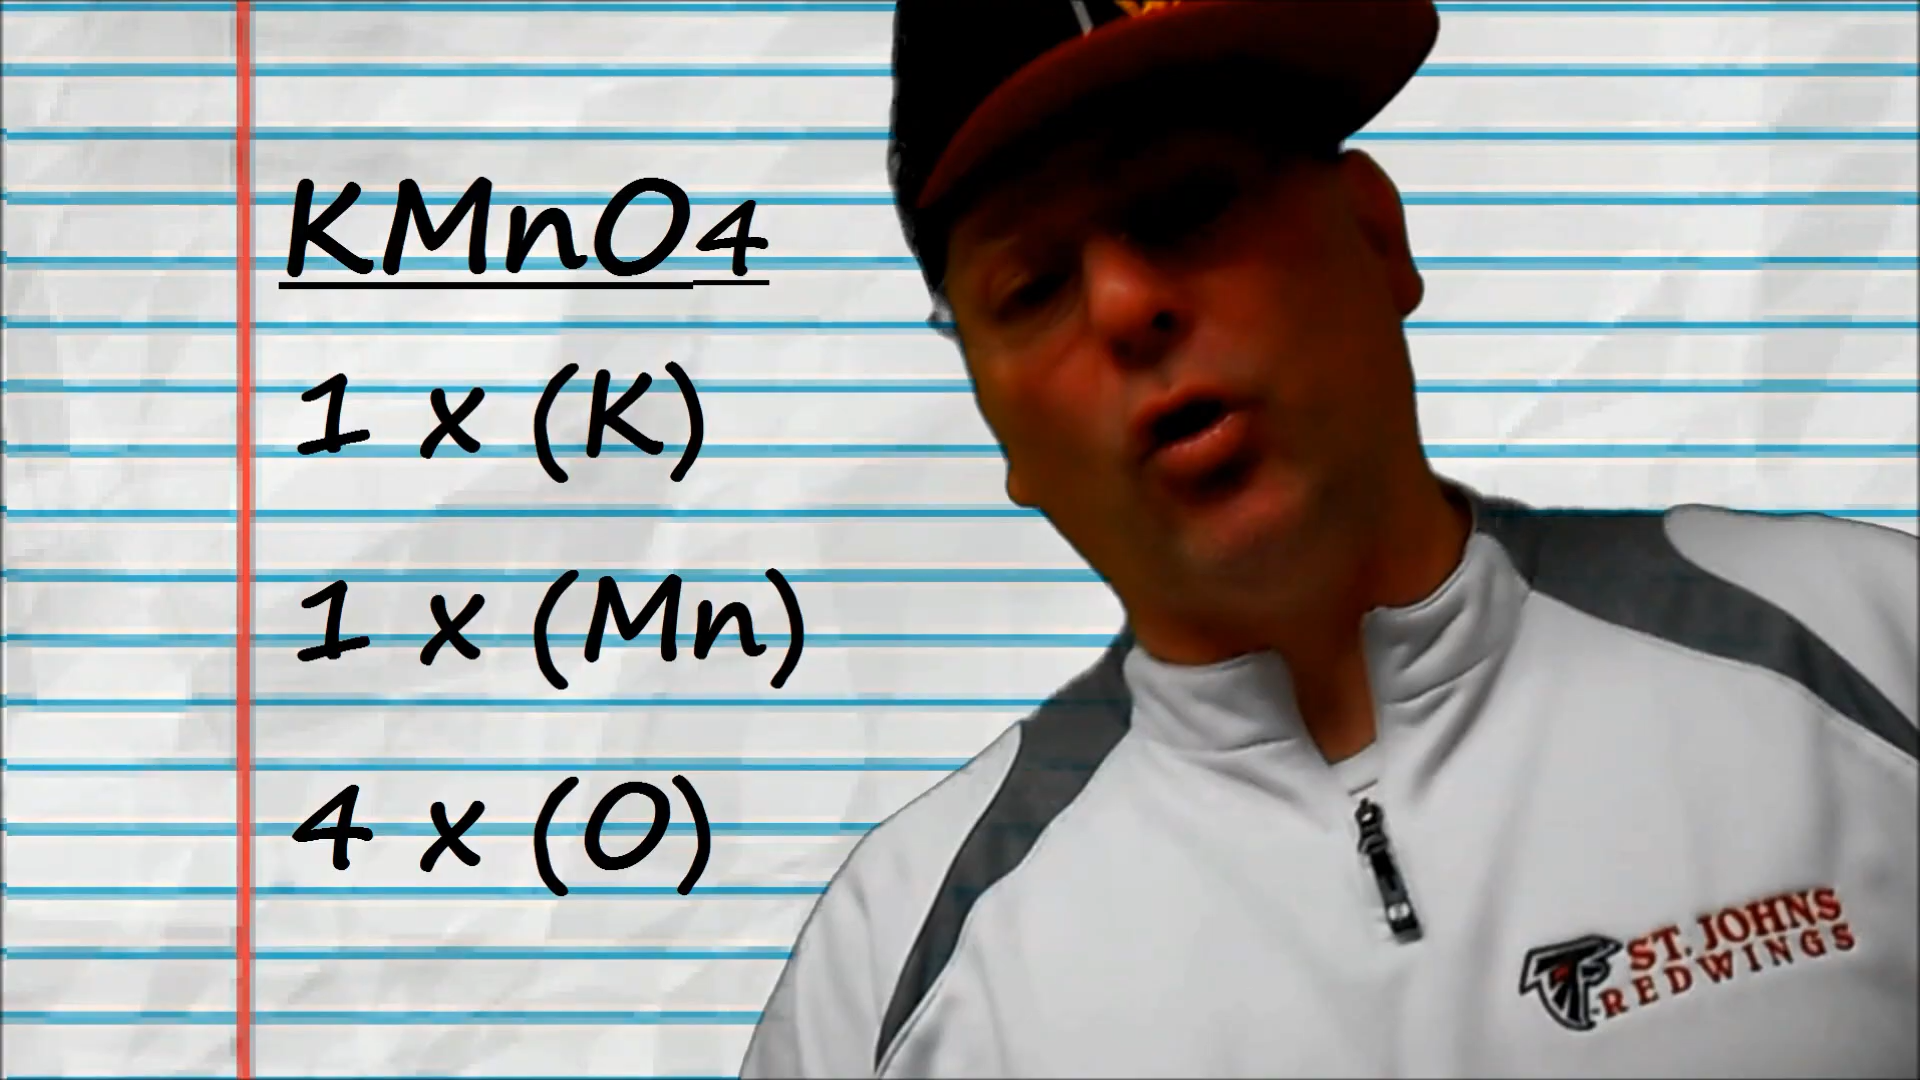 KMnO4
1 x (K)
1 x (Mn)
4 x (O)
ST. JOHNS
REDWINGS